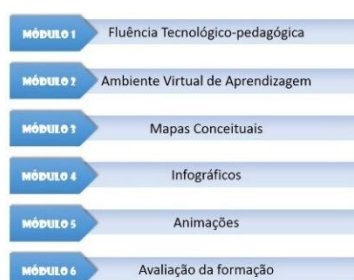 MÓDULO 1 Fluência Tecnológico-pedagógica
MÓDULO 2 Ambiente Virtual de Aprendizagem
MÓDULO 3 Mapas Conceituais
MÓDULO 4 Infográficos
MÓDULO 5 Animações
MÓDULO 6 Avaliação da formação